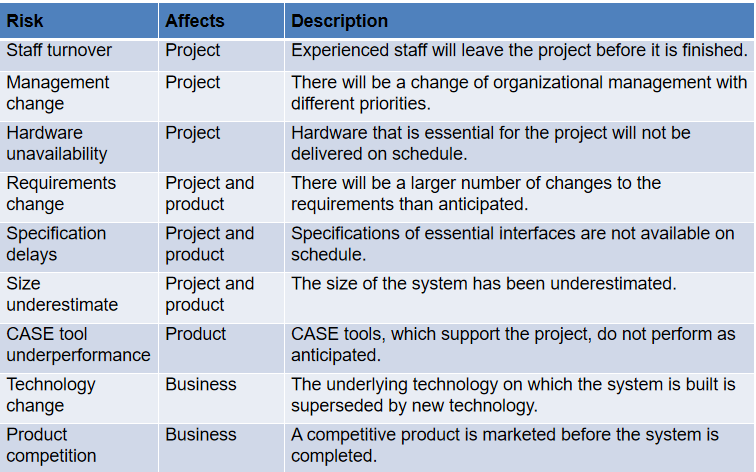 Risk Affects Description
Staff turnover Project Experienced staff will leave the project before it is finished.
Management change Project There will be a change of organizational management with different priorities.
Hardware unavailability Project Hardware that is essential for the project will not be delivered on schedule.
Requirements change Project and product There will be a larger number of changes to the requirements than anticipated.
Specification delays Project and product Specifications of essential interfaces are not available on schedule.
Size underestimate Project and product The size of the system has been underestimated.
CASE tool underperformance Product CASE tools, which support the project, do not perform as anticipated.
Technology change Business The underlying technology on which the system is built is superseded by new technology.
Product competition Business A competitive product is marketed before the system is completed.